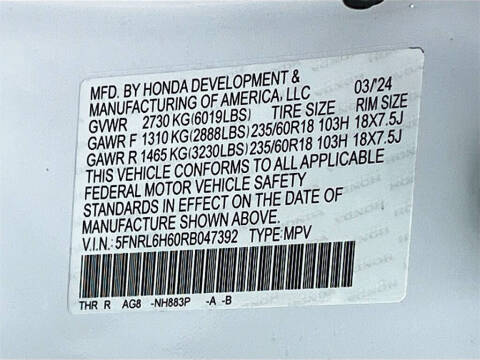 MFD. BY HONDA DEVELOPMENT &
MANUFACTURING OF AMERICA, LLC 03/'24
GVWR 2730 KG(6019LBS) TIRE SIZE RIM SIZE
GAWR F 1310 KG(2888LBS) 235/60R18 103H 18X7.5J
GAWR R 1465 KG(3230LBS) 235/60R18 103H 18X7.5J
THIS VEHICLE CONFORMS TO ALL APPLICABLE
FEDERAL MOTOR VEHICLE SAFETY
STANDARDS IN EFFECT ON THE DATE OF
MANUFACTURE SHOWN ABOVE.
V.I.N.: 5FNRL6H60RB047392 TYPE: MPV
THR R AG8 -NH883P -A -B